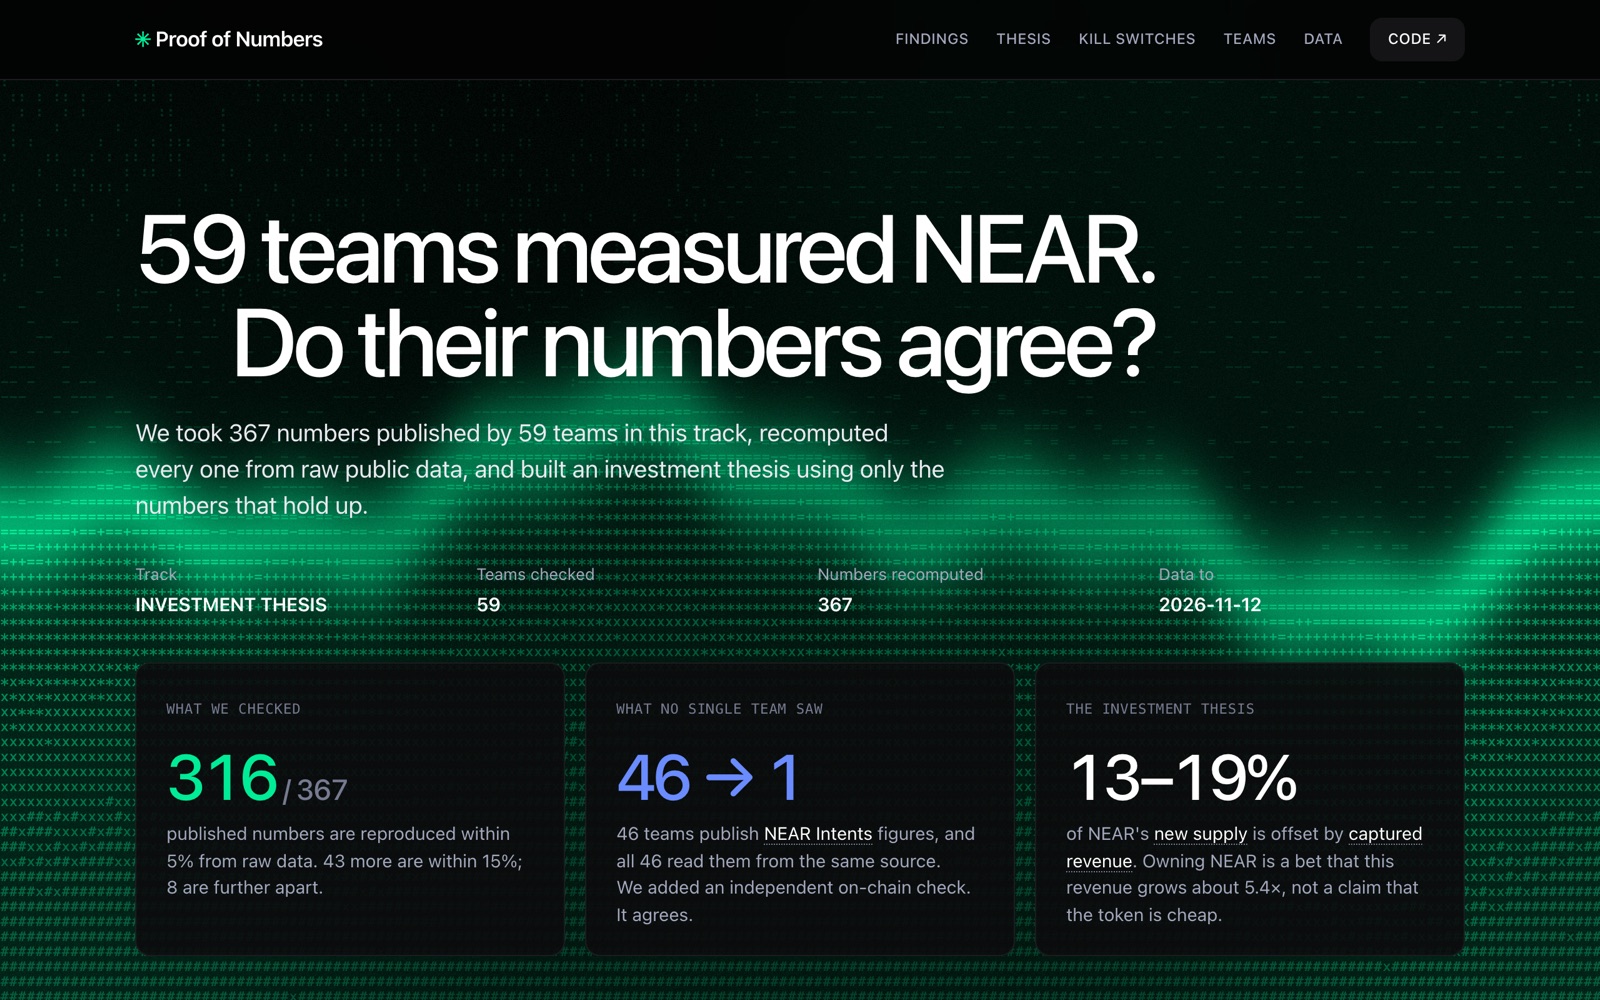 Proof of Numbers
FINDINGS THESIS KILL SWITCHES TEAMS DATA CODE ↗
59 teams measured NEAR.
Do their numbers agree?
We took 367 numbers published by 59 teams in this track, recomputed
every one from raw public data, and built an investment thesis using only the
numbers that hold up.
Track
INVESTMENT THESIS
Teams checked
59
Numbers recomputed
367
Data to
2026-11-12
WHAT WE CHECKED
316 / 367
published numbers are reproduced within
5% from raw data. 43 more are within 15%;
8 are further apart.
WHAT NO SINGLE TEAM SAW
46 → 1
46 teams publish NEAR Intents figures, and
all 46 read them from the same source.
We added an independent on-chain check.
It agrees.
THE INVESTMENT THESIS
13–19%
of NEAR's new supply is offset by captured
revenue. Owning NEAR is a bet that this
revenue grows about 5.4×, not a claim that
the token is cheap.